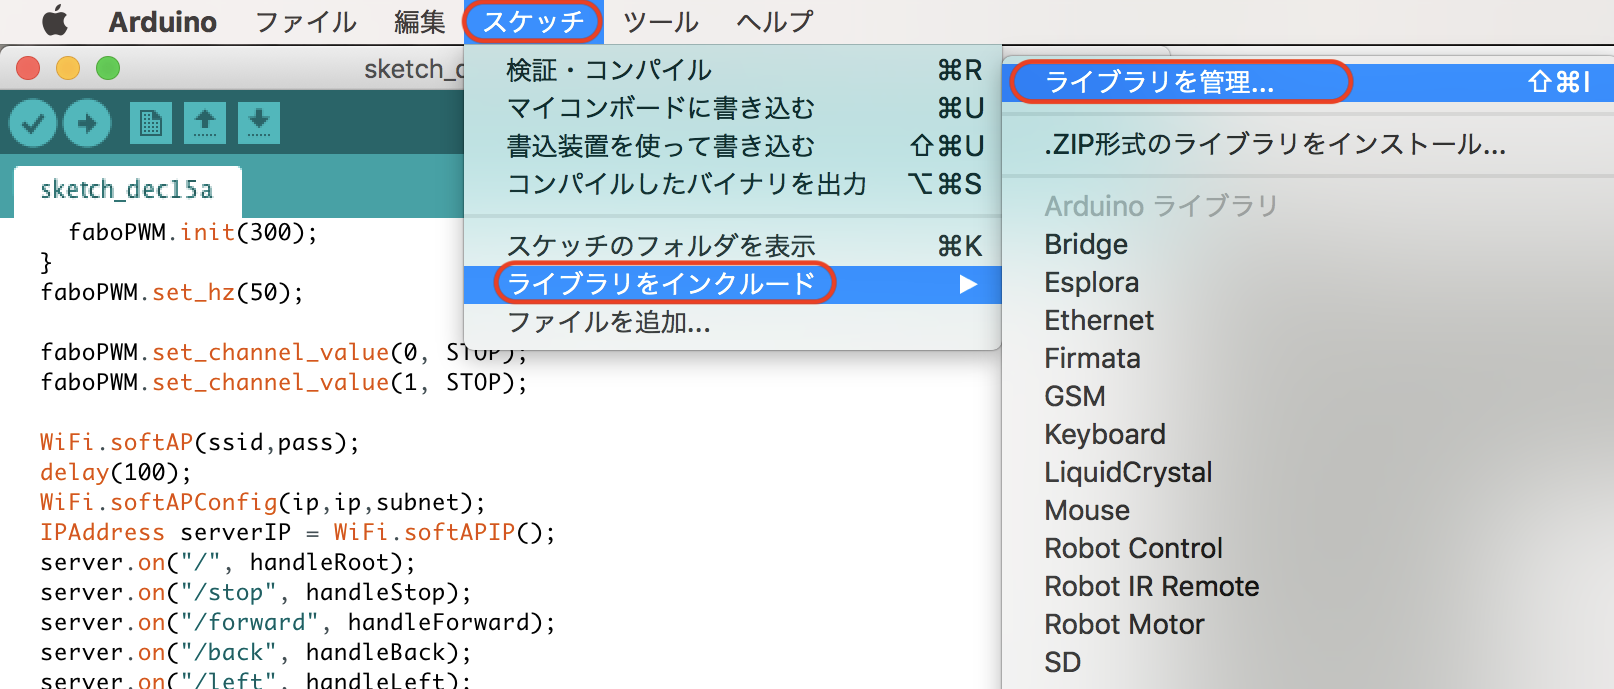 Arduino ファイル 編集 スケッチ ツール ヘルプ
sketch_d
検証・コンパイル ⌘R
マイコンボードに書き込む ⌘U
書込装置を使って書き込む ⇧⌘U
コンパイルしたバイナリを出力 ⌥⌘S
スケッチのフォルダを表示 ⌘K
ライブラリをインクルード ▶
ファイルを追加...
ライブラリを管理... ⇧⌘I
.ZIP形式のライブラリをインストール...
Arduino ライブラリ
Bridge
Esplora
Ethernet
Firmata
GSM
Keyboard
LiquidCrystal
Mouse
Robot Control
Robot IR Remote
Robot Motor
SD
sketch_dec15a
faboPWM.init(300);
}
faboPWM.set_hz(50);
faboPWM.set_channel_value(0, STOP);
faboPWM.set_channel_value(1, STOP);
WiFi.softAP(ssid,pass);
delay(100);
WiFi.softAPConfig(ip,ip,subnet);
IPAddress serverIP = WiFi.softAPIP();
server.on("/", handleRoot);
server.on("/stop", handleStop);
server.on("/forward", handleForward);
server.on("/back", handleBack);
server.on("/left", handleLeft);